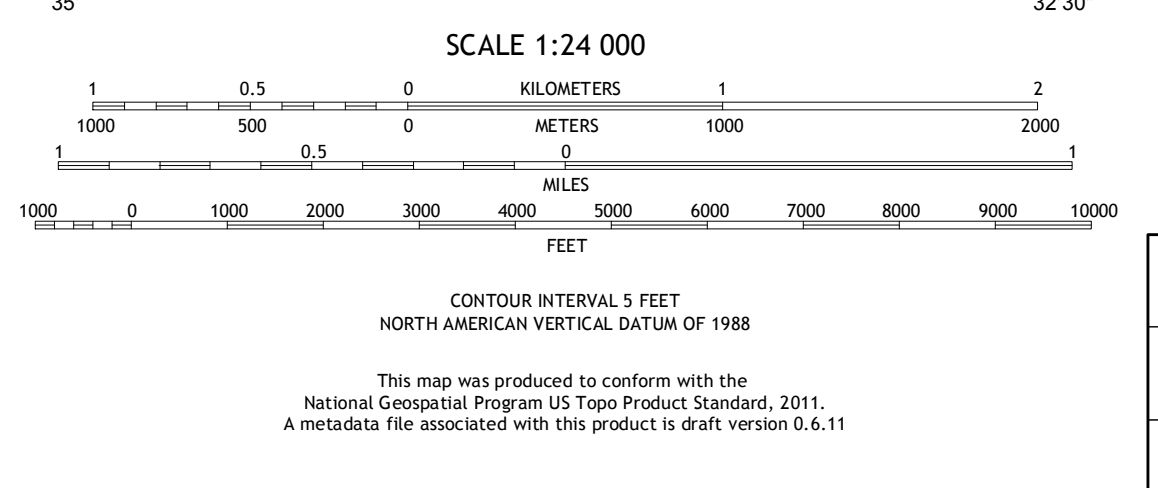 35
32'30"
SCALE 1:24 000
1 0.5 0 KILOMETERS 1 2
1000 500 0 METERS 1000 2000
1 0.5 0 1
MILES
1000 0 1000 2000 3000 4000 5000 6000 7000 8000 9000 10000
FEET
CONTOUR INTERVAL 5 FEET
NORTH AMERICAN VERTICAL DATUM OF 1988
This map was produced to conform with the
National Geospatial Program US Topo Product Standard, 2011.
A metadata file associated with this product is draft version 0.6.11